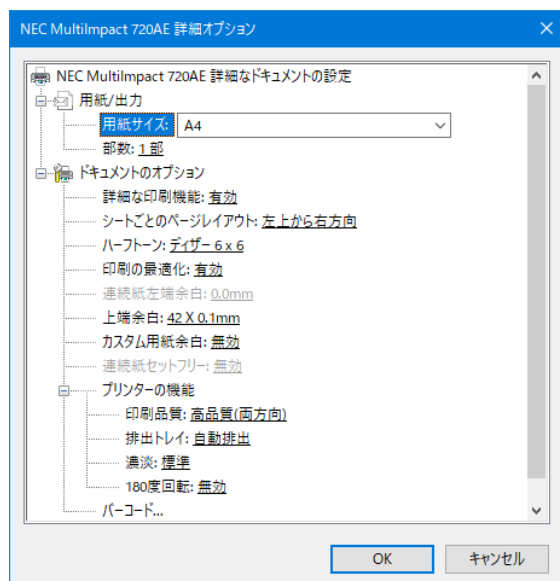 NEC MultiImpact 720AE 詳細オプション
NEC MultiImpact 720AE 詳細なドキュメントの設定
用紙/出力
用紙サイズ: A4
部数: 1 部
ドキュメントのオプション
詳細な印刷機能: 有効
シートごとのページレイアウト: 左上から右方向
ハーフトーン: ディザー 6 x 6
印刷の最適化: 有効
連続紙左端余白: 0.0mm
上端余白: 42 X 0.1mm
カスタム用紙余白: 無効
連続紙セットフリー: 無効
プリンターの機能
印刷品質: 高品質(両方向)
排出トレイ: 自動排出
濃淡: 標準
180度回転: 無効
バーコード...
OK キャンセル